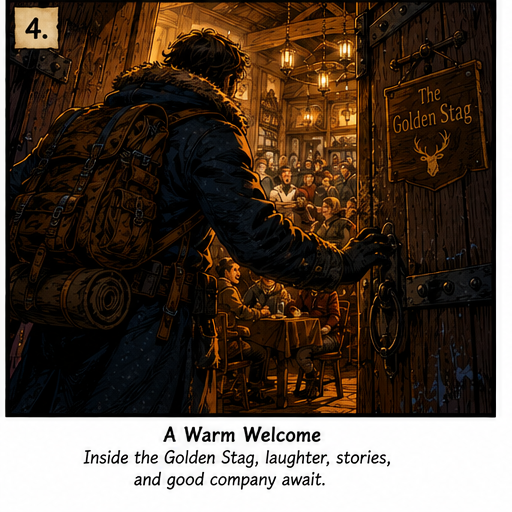 4.
The
Golden Stag
A Warm Welcome
Inside the Golden Stag, laughter, stories,
and good company await.